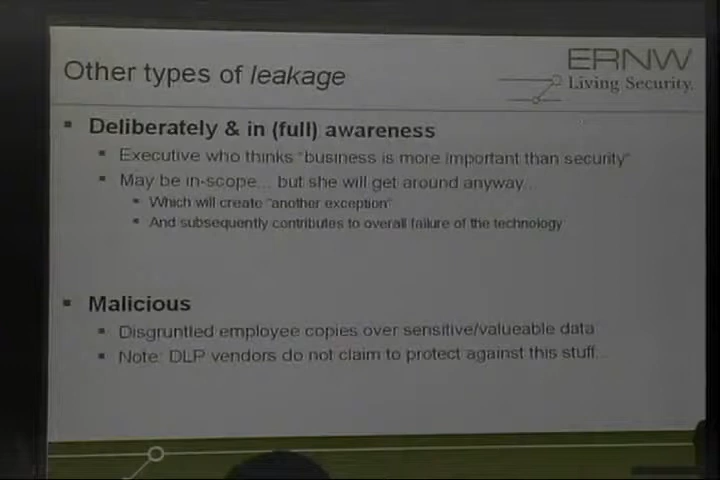 ERNW
Other types of leakage
Living Security.
Deliberately & in (full) awareness
Executive who thinks "business is more important than security"
May be in-scope... but she will get around anyway...
Which will create "another exception"
And subsequently contributes to overall failure of the technology
Malicious
Disgruntled employee copies over sensitive/valueable data
Note: DLP vendors do not claim to protect against this stuff...